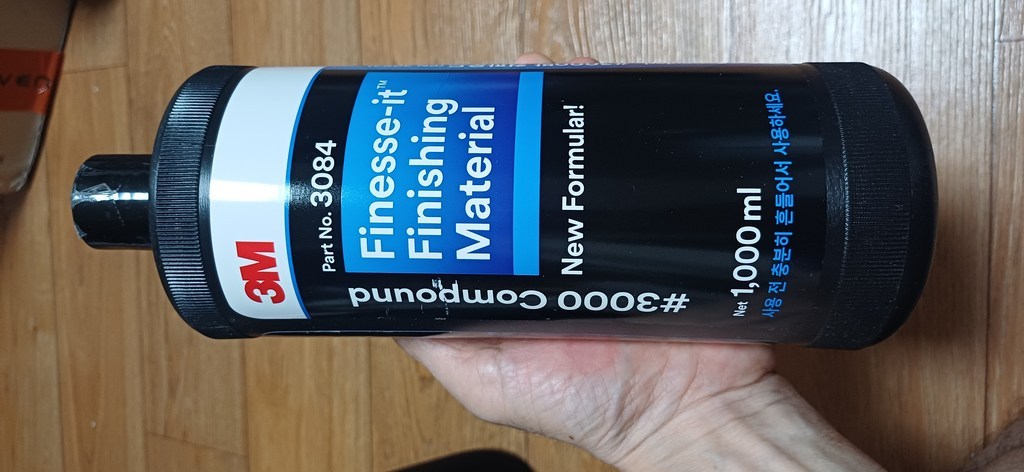 3M
Part No. 3084
Finesse-it™
Finishing
Material
New Formular!
#3000 Compound
Net 1,000 ml
사용 전 충분히 흔들어서 사용하세요.